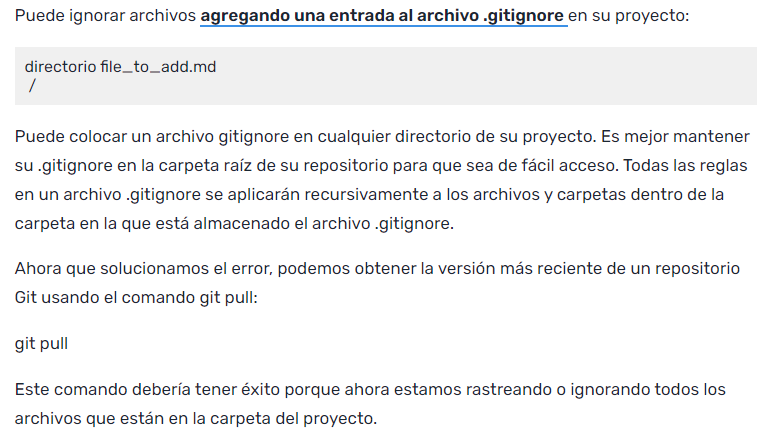 Puede ignorar archivos agregando una entrada al archivo .gitignore en su proyecto:
directorio file_to_add.md
/
Puede colocar un archivo gitignore en cualquier directorio de su proyecto. Es mejor mantener
su .gitignore en la carpeta raíz de su repositorio para que sea de fácil acceso. Todas las reglas
en un archivo .gitignore se aplicarán recursivamente a los archivos y carpetas dentro de la
carpeta en la que está almacenado el archivo .gitignore.
Ahora que solucionamos el error, podemos obtener la versión más reciente de un repositorio
Git usando el comando git pull:
git pull
Este comando debería tener éxito porque ahora estamos rastreando o ignorando todos los
archivos que están en la carpeta del proyecto.